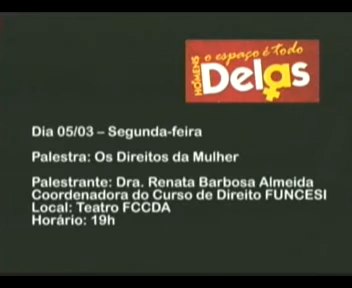 HOMENS
o espaço é todo
Delas
Dia 05/03 – Segunda-feira
Palestra: Os Direitos da Mulher
Palestrante: Dra. Renata Barbosa Almeida
Coordenadora do Curso de Direito FUNCESI
Local: Teatro FCCDA
Horário: 19h